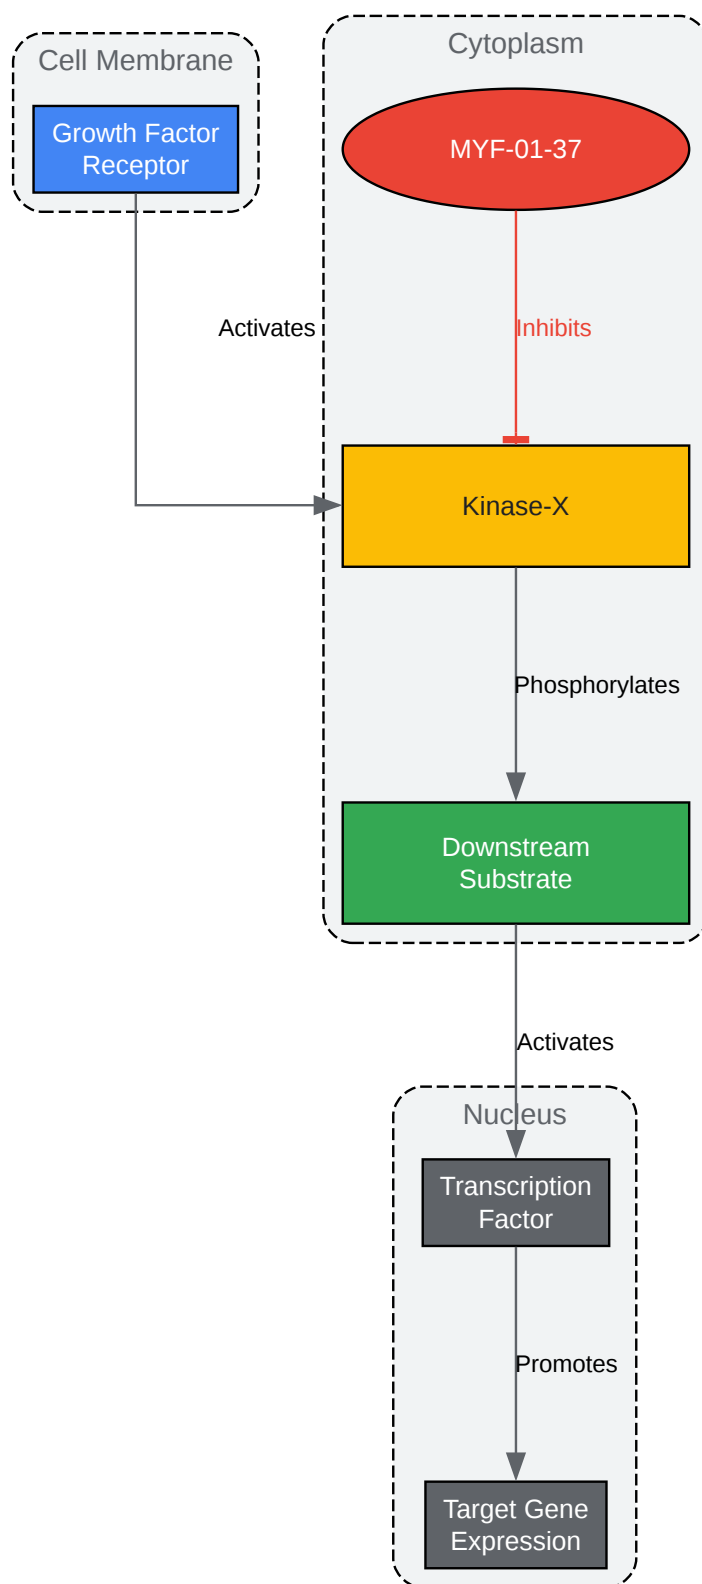 Cell Membrane
Growth Factor
Receptor
Cytoplasm
MYF-01-37
Activates
Inhibits
Kinase-X
Phosphorylates
Downstream
Substrate
Activates
Nucleus
Transcription
Factor
Promotes
Target Gene
Expression